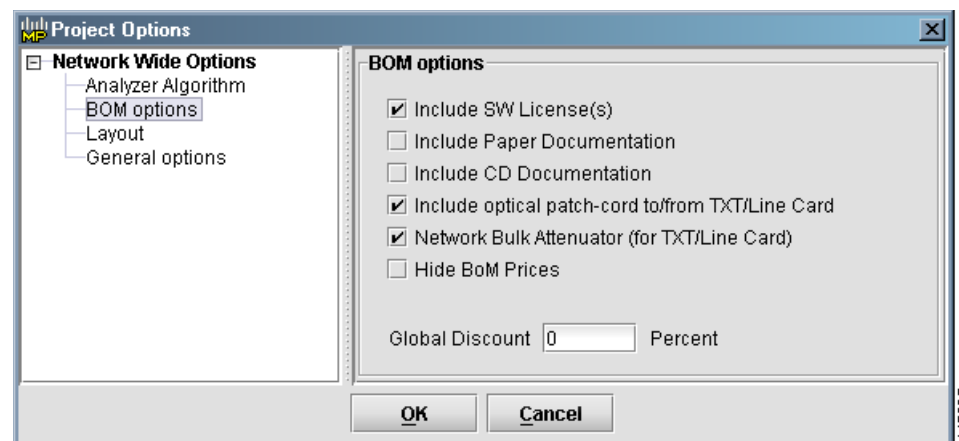 MP Project Options
Network Wide Options
Analyzer Algorithm
BOM options
Layout
General options
BOM options
Include SW License(s)
Include Paper Documentation
Include CD Documentation
Include optical patch-cord to/from TXT/Line Card
Network Bulk Attenuator (for TXT/Line Card)
Hide BoM Prices
Global Discount 0 Percent
OK Cancel